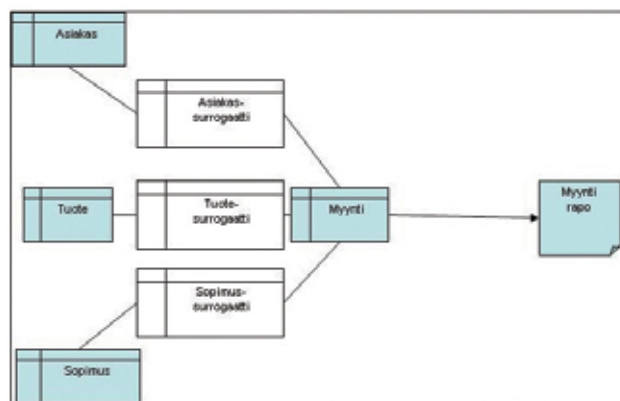 Asiakas
Asiakas-
surrogaatti
Tuote
Tuote-
surrogaatti
Myynti
Myynti
rapo
Sopimus-
surrogaatti
Sopimus